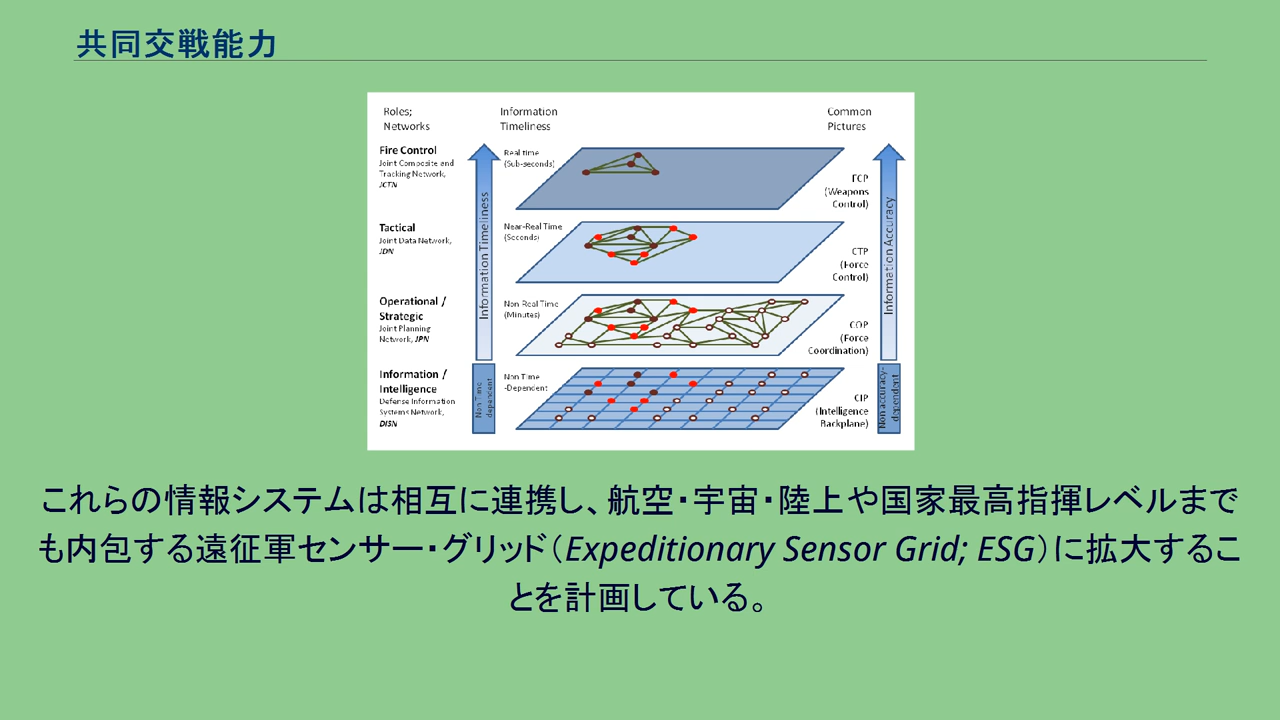 共同交戦能力
Roles;
Networks
Information
Timeliness
Common
Pictures
Fire Control
Joint Composite and
Tracking Network,
JCTN
Real time
(Sub-seconds)
FCP
(Weapons
Control)
Tactical
Joint Data Network,
JDN
Near-Real Time
(Seconds)
CTP
(Force
Control)
Operational /
Strategic
Joint Planning
Network, JPN
Non-Real Time
(Minutes)
COP
(Force
Coordination)
Information /
Intelligence
Defense Information
Systems Network,
DISN
Non Time
-Dependent
CIP
(Intelligence
Backplane)
Information Timeliness
Non Time
dependent
Information Accuracy
Non accuracy-
dependent
これらの情報システムは相互に連携し、航空・宇宙・陸上や国家最高指揮レベルまで
も内包する遠征軍センサー・グリッド（Expeditionary Sensor Grid; ESG）に拡大するこ
とを計画している。